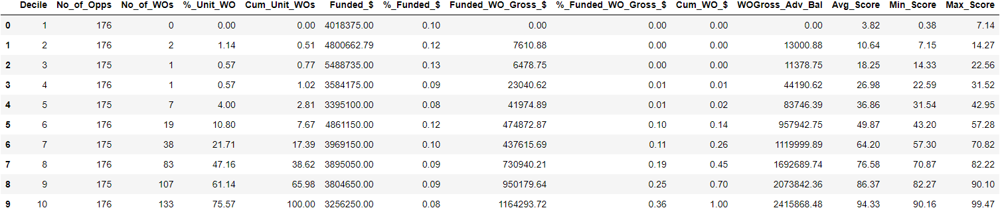 Decile No_of_Opps No_of_WOs %_Unit_WO Cum_Unit_WOs Funded_$ %_Funded_$ Funded_WO_Gross_$ %_Funded_WO_Gross_$ Cum_WO_$ WOGross_Adv_Bal Avg_Score Min_Score Max_Score
0 1 176 0 0.00 0.00 4018375.00 0.10 0.00 0.00 0.00 0.00 3.82 0.38 7.14
1 2 176 2 1.14 0.51 4800662.79 0.12 7610.88 0.00 0.00 13000.88 10.64 7.15 14.27
2 3 175 1 0.57 0.77 5488735.00 0.13 6478.75 0.00 0.00 11378.75 18.25 14.33 22.56
3 4 176 1 0.57 1.02 3584175.00 0.09 23040.62 0.01 0.01 44190.62 26.98 22.59 31.52
4 5 175 7 4.00 2.81 3395100.00 0.08 41974.89 0.01 0.02 83746.39 36.86 31.54 42.95
5 6 176 19 10.80 7.67 4861150.00 0.12 474872.87 0.10 0.14 957942.75 49.87 43.20 57.28
6 7 175 38 21.71 17.39 3969150.00 0.10 437615.69 0.11 0.26 1119999.89 64.20 57.30 70.82
7 8 176 83 47.16 38.62 3895050.00 0.09 730940.21 0.19 0.45 1692689.74 76.58 70.87 82.22
8 9 175 107 61.14 65.98 3804650.00 0.09 950179.64 0.25 0.70 2073842.36 86.37 82.27 90.10
9 10 176 133 75.57 100.00 3256250.00 0.08 1164293.72 0.36 1.00 2415868.48 94.33 90.16 99.47